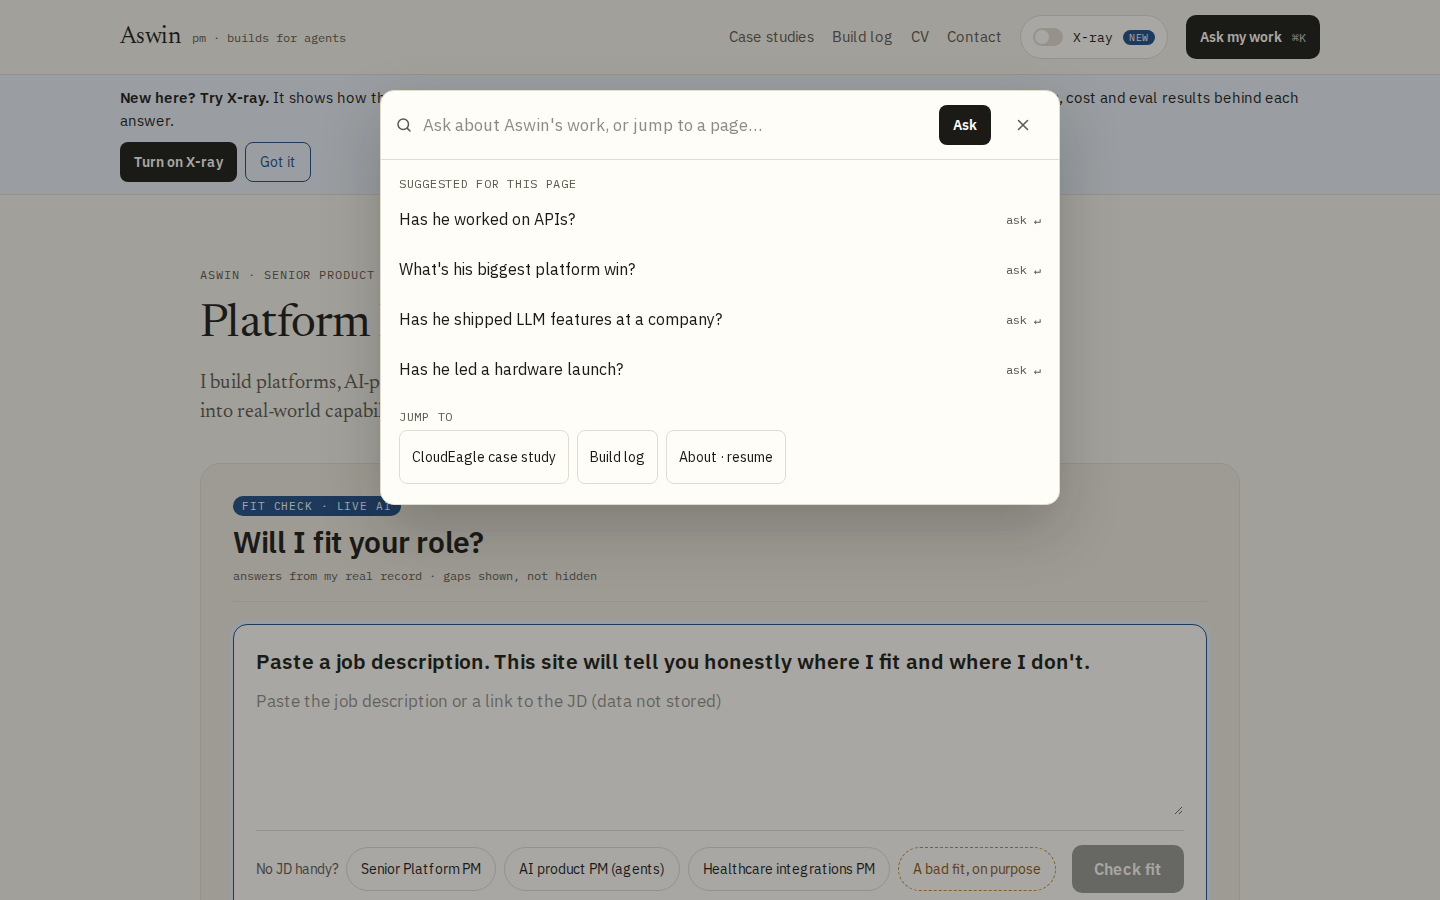 Aswin pm · builds for agents
Case studies Build log CV Contact X-ray NEW Ask my work ⌘K
New here? Try X-ray. It shows how th , cost and eval results behind each
answer.
Turn on X-ray Got it
Ask about Aswin's work, or jump to a page...
Ask
SUGGESTED FOR THIS PAGE
Has he worked on APIs? ask ↵
What's his biggest platform win? ask ↵
Has he shipped LLM features at a company? ask ↵
Has he led a hardware launch? ask ↵
JUMP TO
CloudEagle case study Build log About · resume
ASWIN · SENIOR PRODUCT
Platform
I build platforms, AI-p
into real-world capabil
FIT CHECK · LIVE AI
Will I fit your role?
answers from my real record · gaps shown, not hidden
Paste a job description. This site will tell you honestly where I fit and where I don't.
Paste the job description or a link to the JD (data not stored)
No JD handy? Senior Platform PM AI product PM (agents) Healthcare integrations PM A bad fit, on purpose Check fit